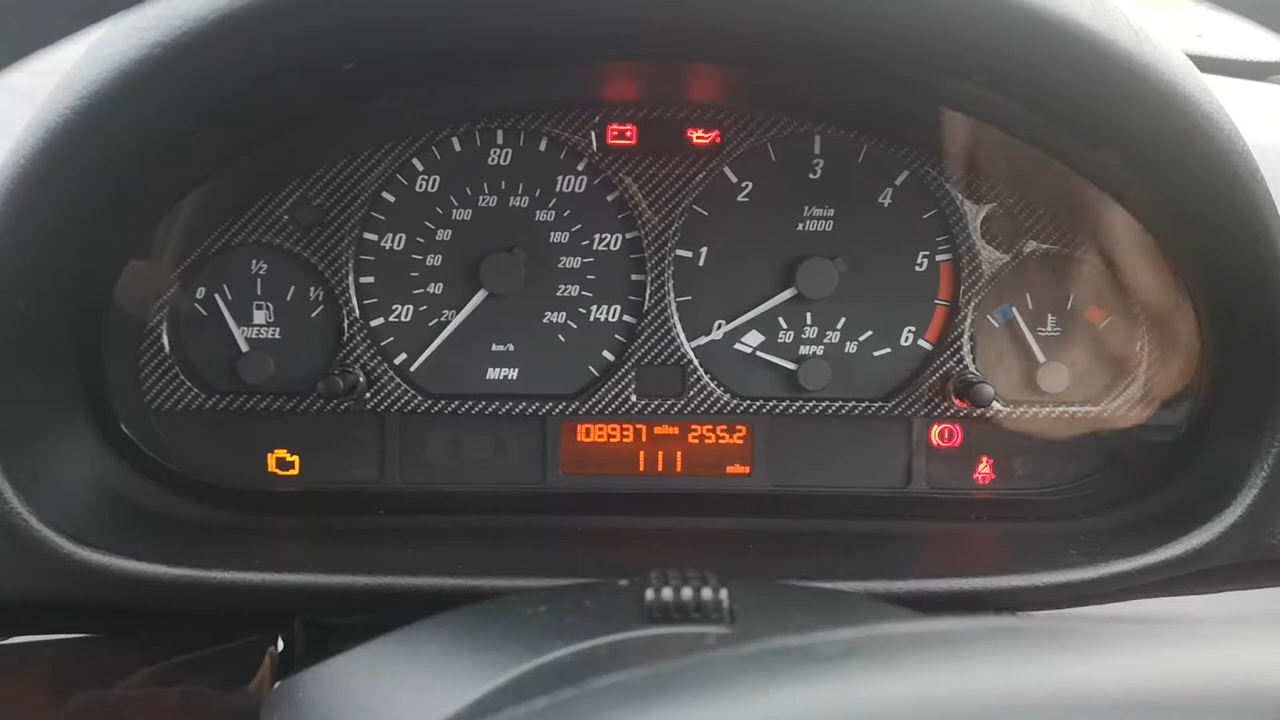 0 1/2 1/1
DIESEL
20 40 60 80 100 120 140
20 40 60 80 100 120 140 160 180 200 220 240
km/h
MPH
0 1 2 3 4 5 6
1/min
x1000
50 30 20 16
MPG
108937 miles 255.2
111 miles